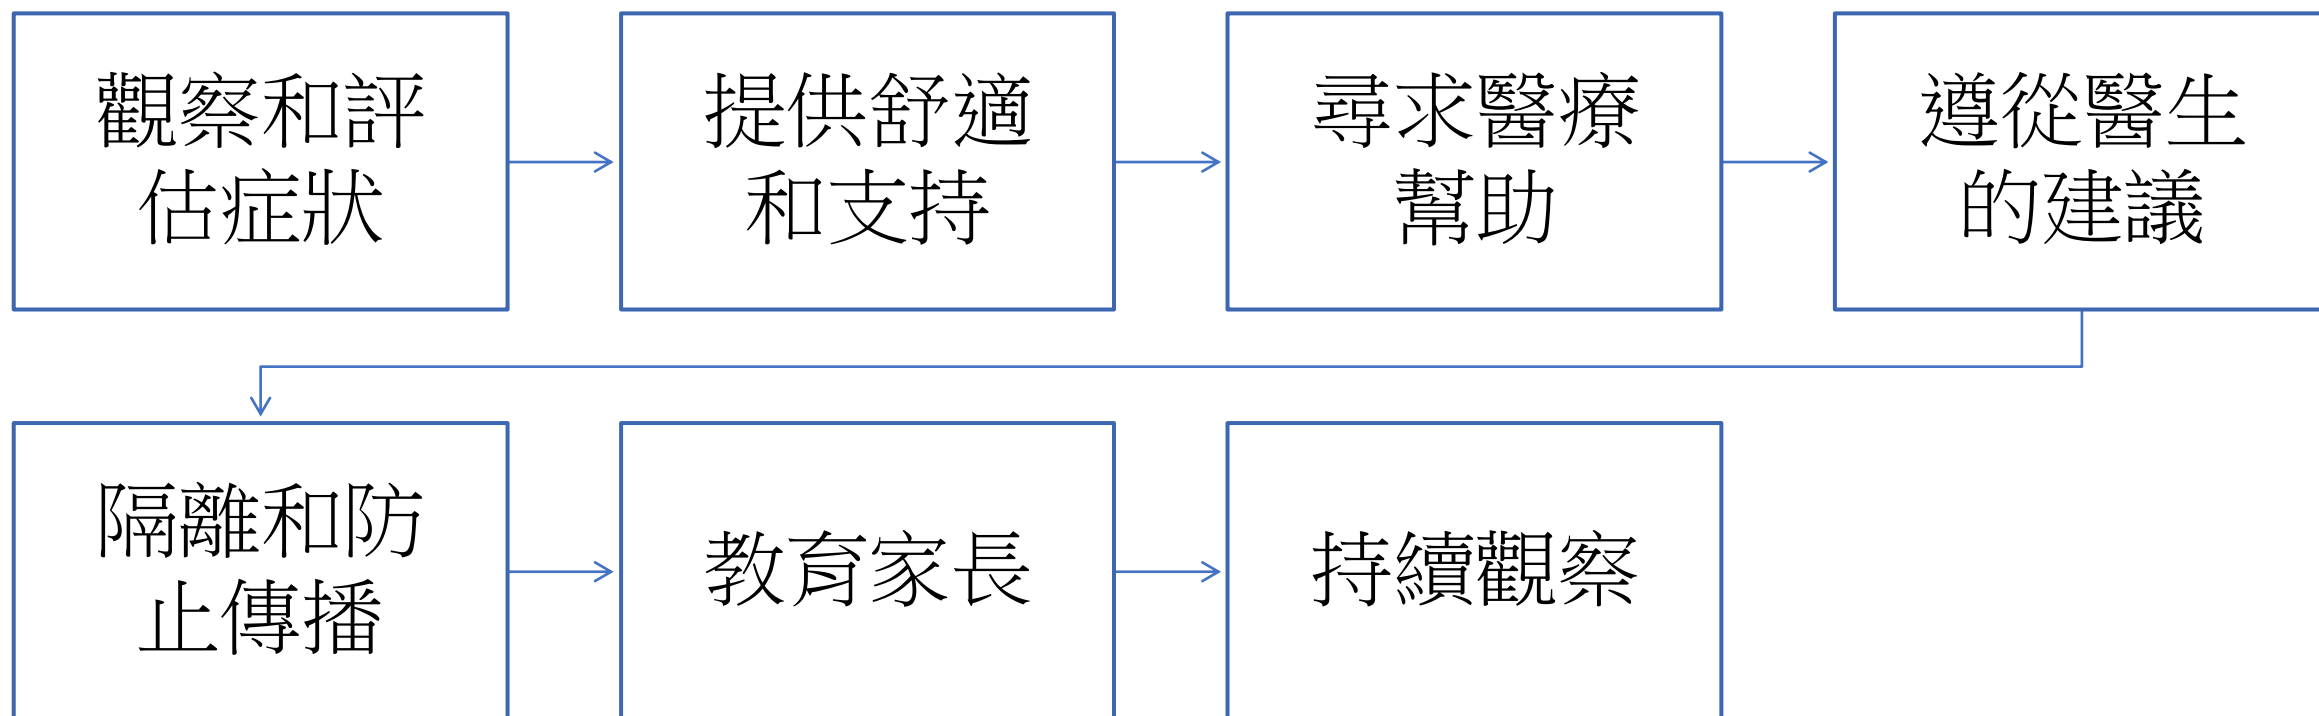 觀察和評
估症狀
提供舒適
和支持
尋求醫療
幫助
遵從醫生
的建議
隔離和防
止傳播
教育家長
持續觀察